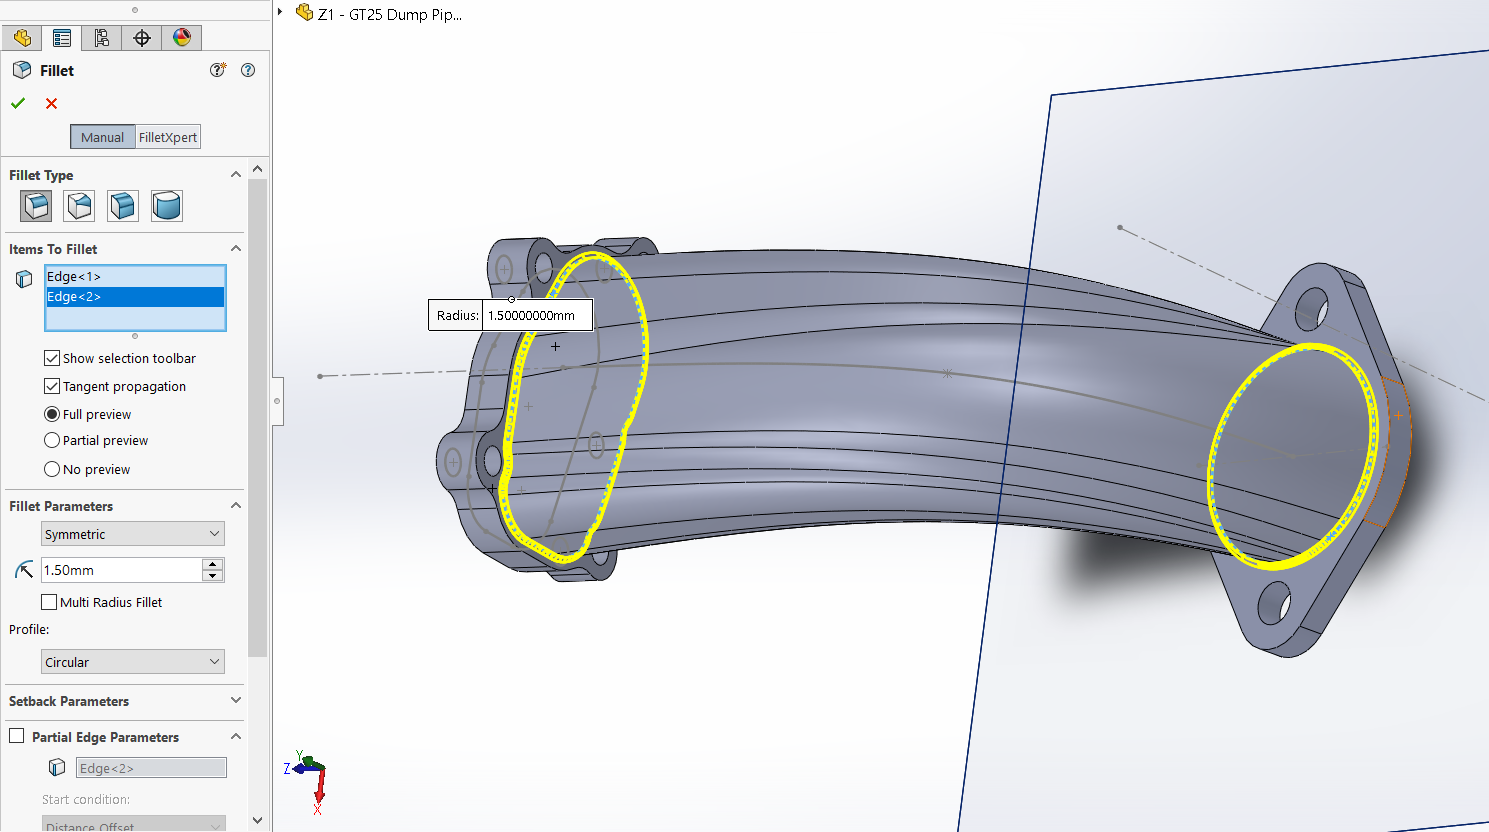 Z1 - GT25 Dump Pip...
Fillet
Manual
FilletXpert
Fillet Type
Items To Fillet
Edge<1>
Edge<2>
Show selection toolbar
Tangent propagation
Full preview
Partial preview
No preview
Fillet Parameters
Symmetric
1.50mm
Multi Radius Fillet
Profile:
Circular
Setback Parameters
Partial Edge Parameters
Edge<2>
Start condition:
Distance Offset
Radius: 1.50000000mm
Y
Z
X